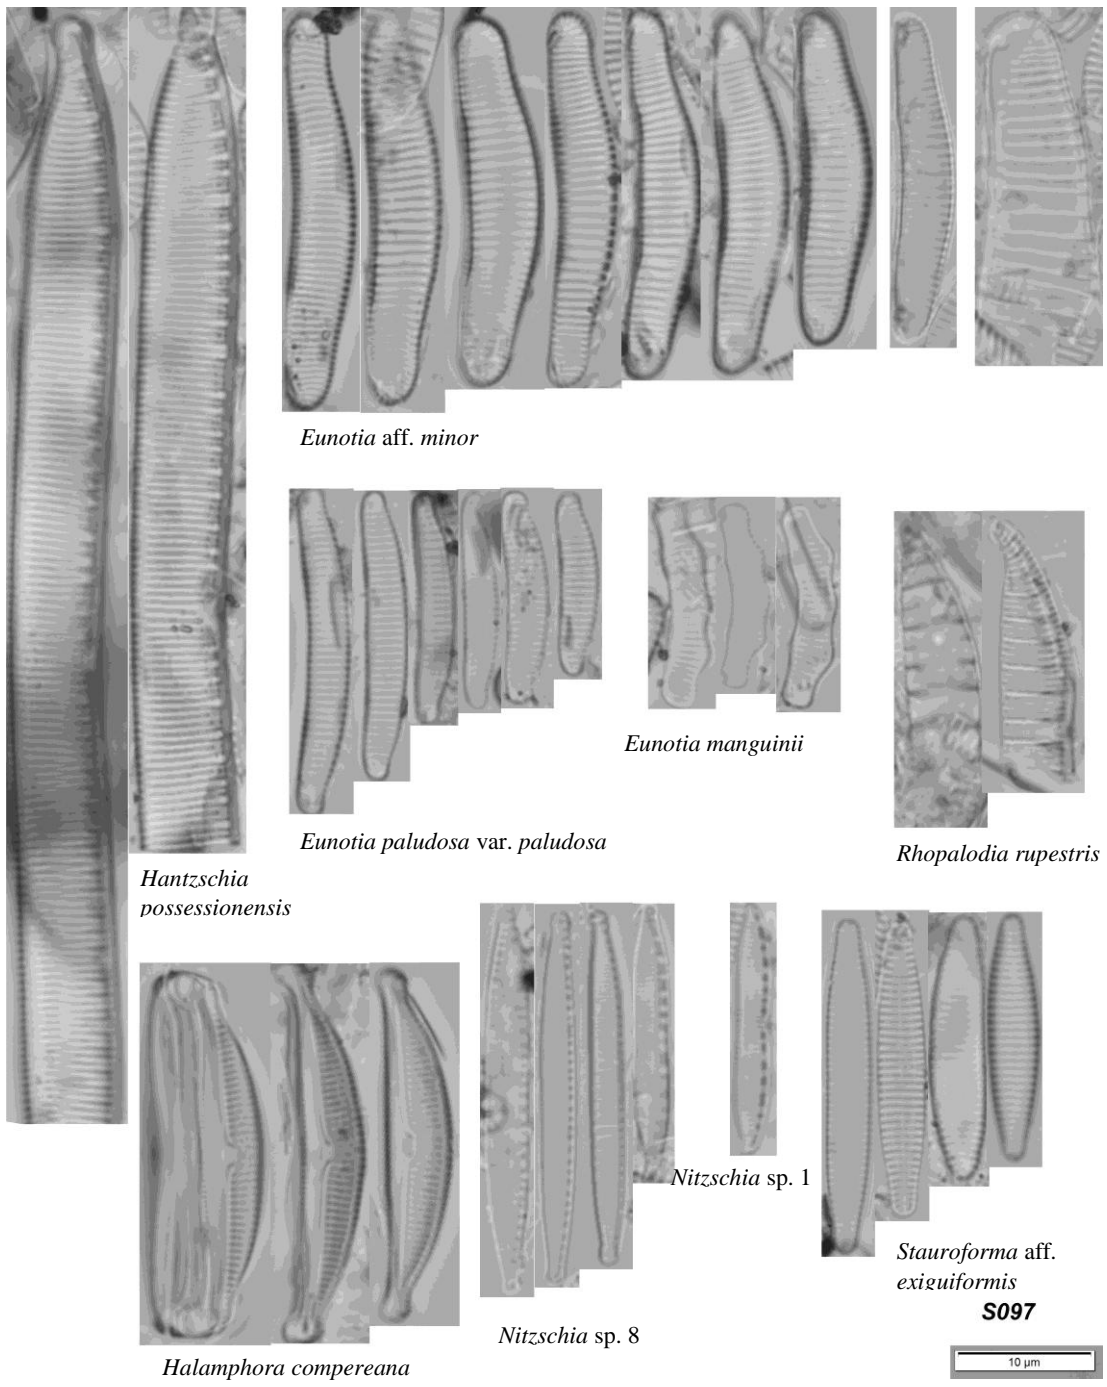 Eunotia aff. minor
Eunotia manguinii
Eunotia paludosa var. paludosa
Rhopalodia rupestris
Hantzschia
possessionensis
Nitzschia sp. 1
Stauroforma aff.
exiguiformis
S097
Nitzschia sp. 8
Halamphora compereana
10 µm